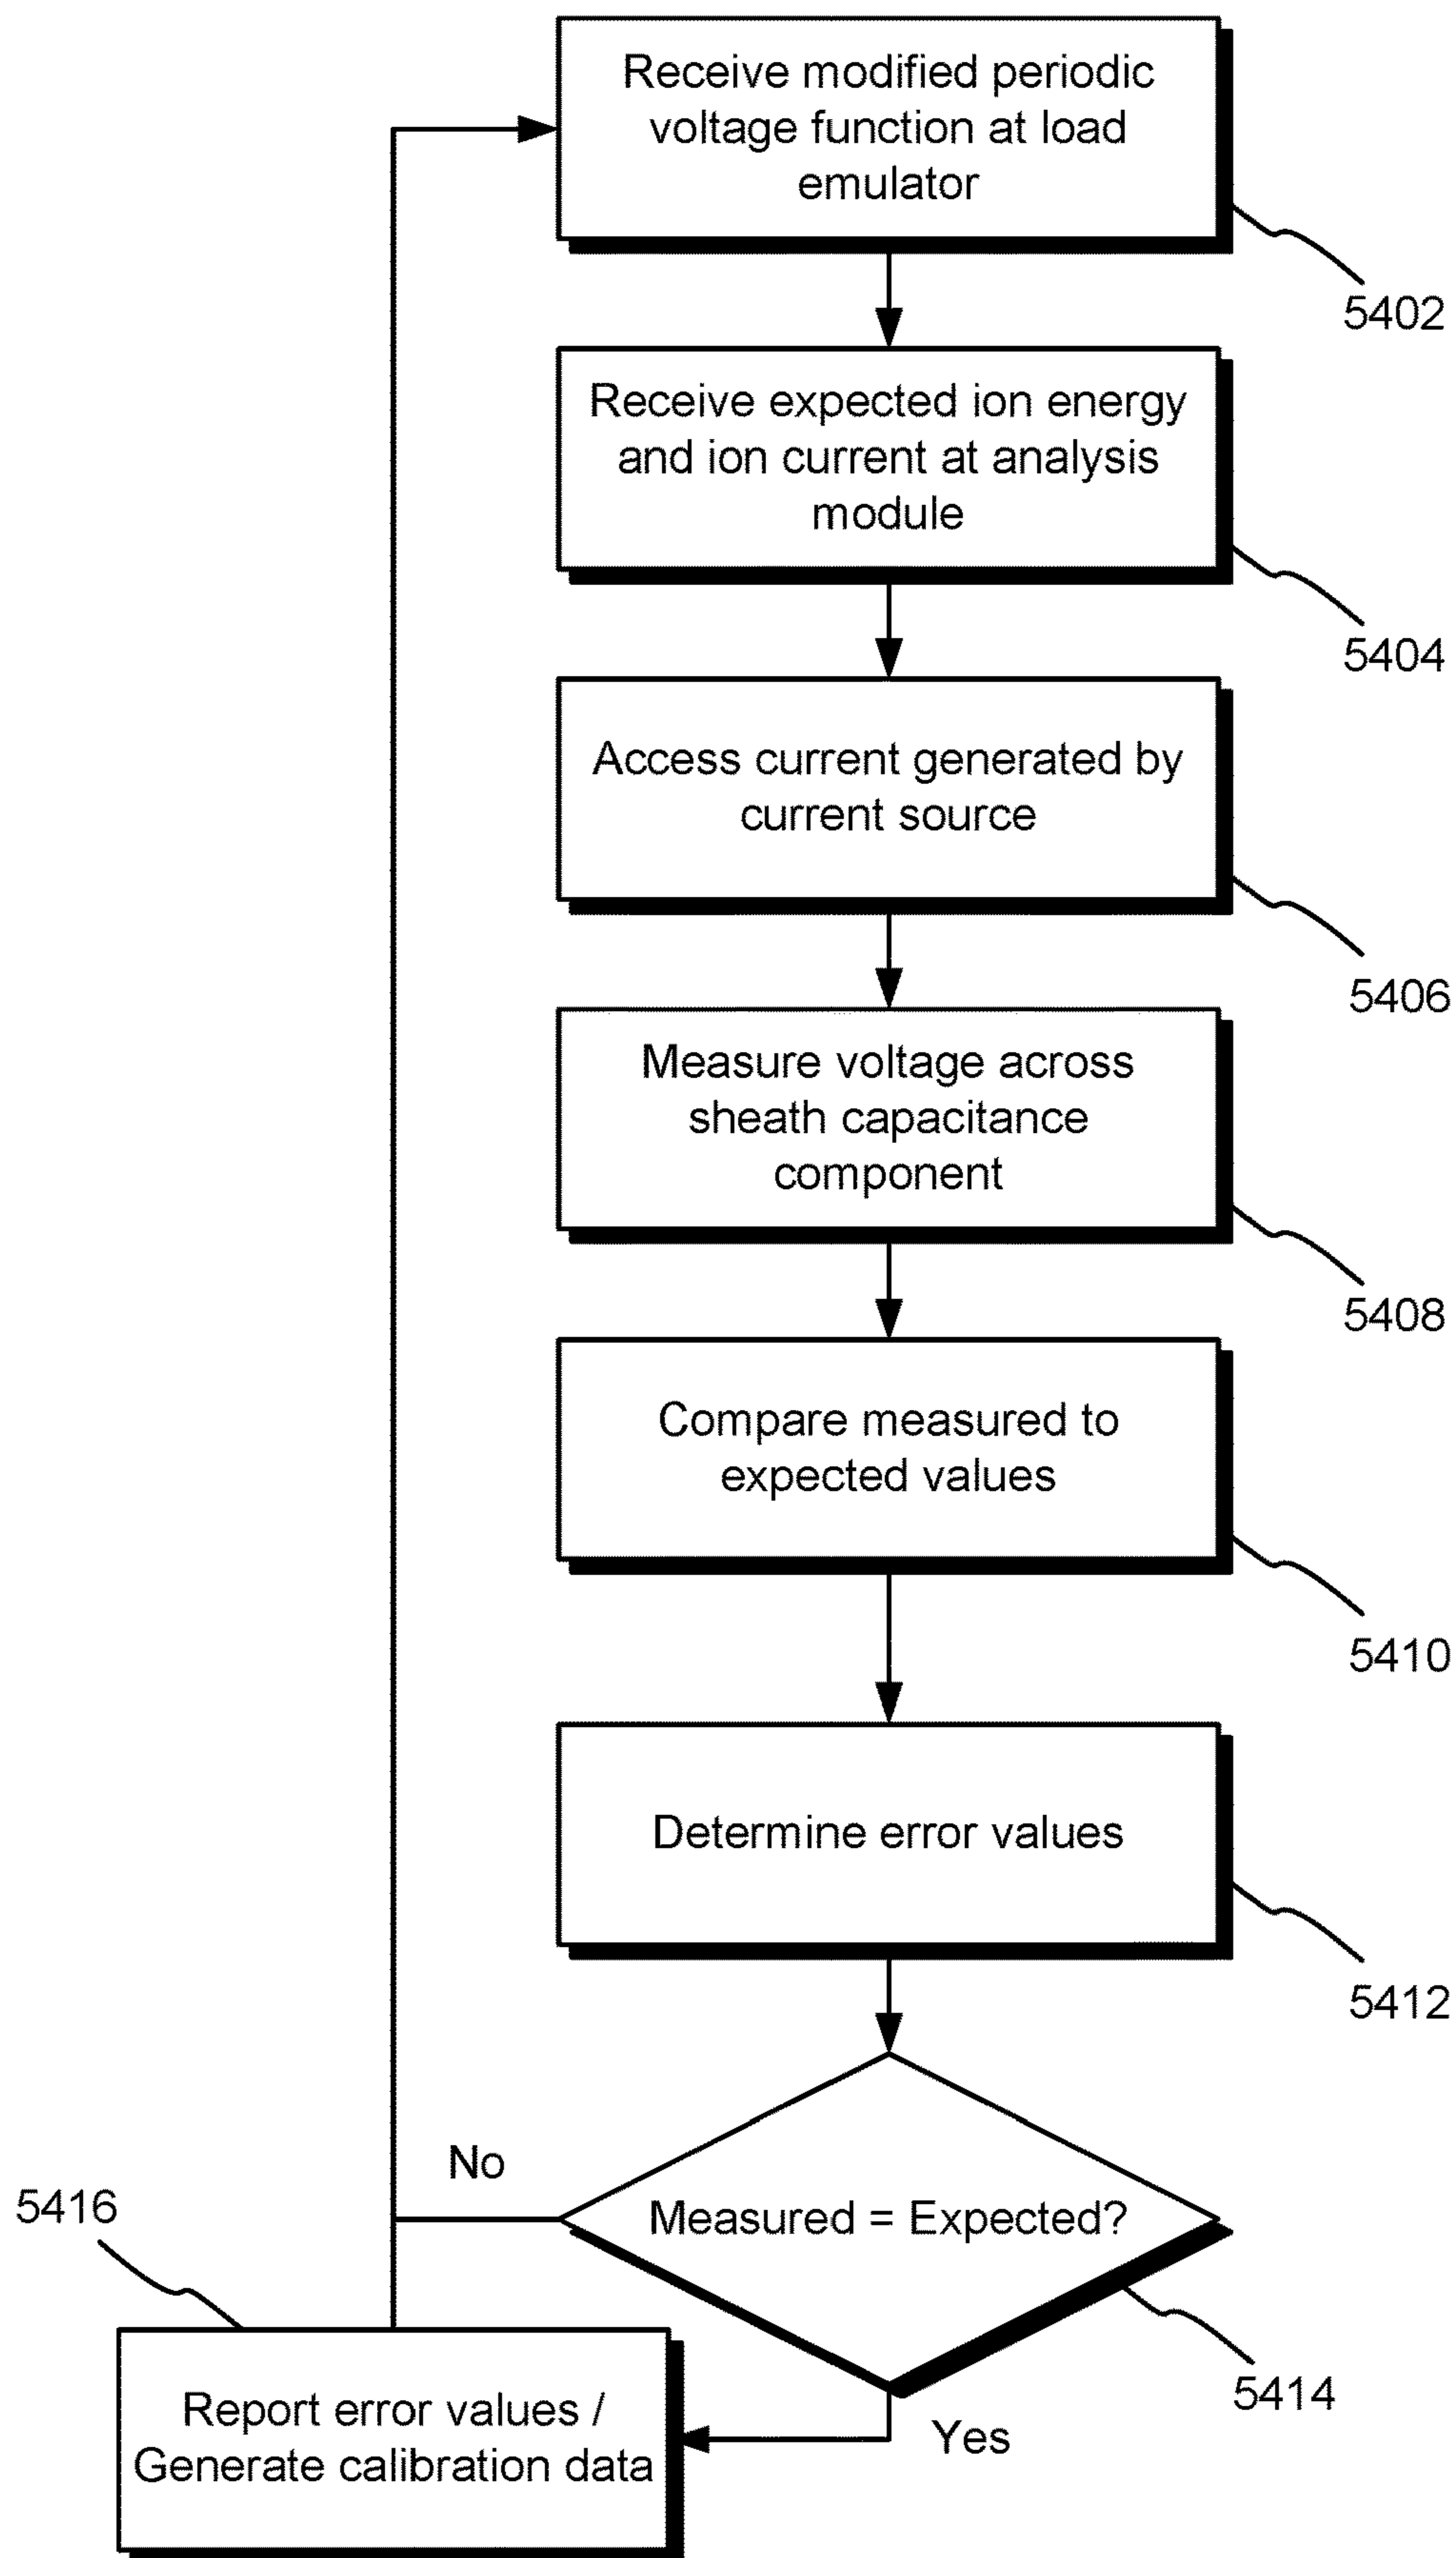 Receive modified periodic
voltage function at load
emulator
5402
Receive expected ion energy
and ion current at analysis
module
5404
Access current generated by
current source
5406
Measure voltage across
sheath capacitance
component
5408
Compare measured to
expected values
5410
Determine error values
5412
No
Measured = Expected?
5416
5414
Yes
Report error values /
Generate calibration data